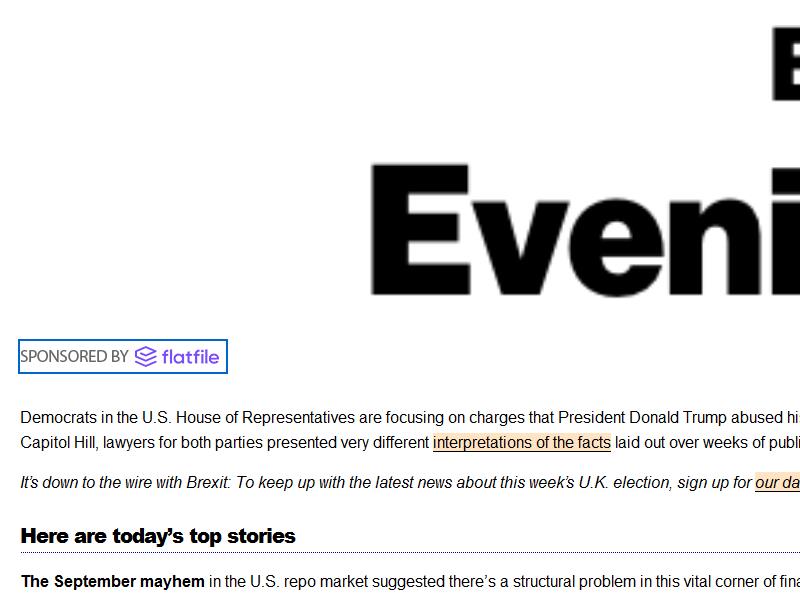 Eveni
SPONSORED BY flatfile
Democrats in the U.S. House of Representatives are focusing on charges that President Donald Trump abused
Capitol Hill, lawyers for both parties presented very different interpretations of the facts laid out over weeks of
It’s down to the wire with Brexit: To keep up with the latest news about this week’s U.K. election, sign up for our
Here are today’s top stories
The September mayhem in the U.S. repo market suggested there’s a structural problem in this vital corner of